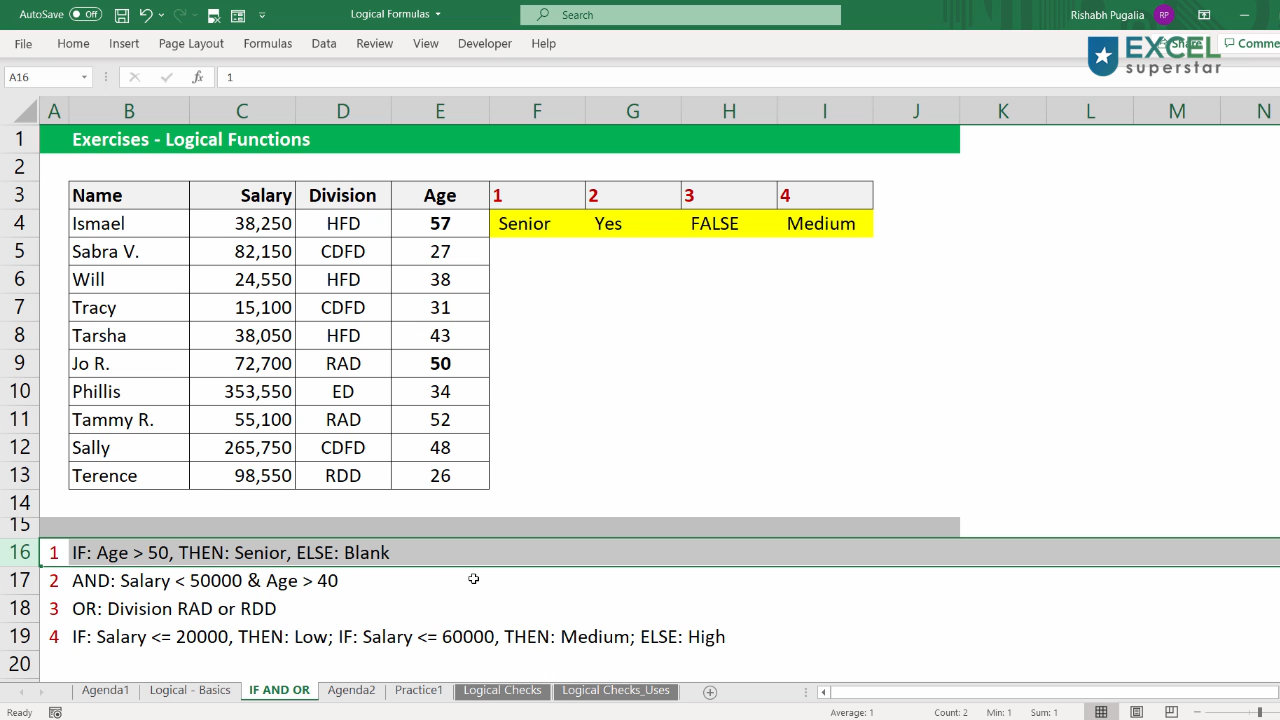 AutoSave Off Logical Formulas Search Rishabh Pugalia RP
File Home Insert Page Layout Formulas Data Review View Developer Help Share Comme
EXCEL
superstar
A16 fx 1
A B C D E F G H I J K L M N
1 Exercises - Logical Functions
2
3 Name Salary Division Age 1 2 3 4
4 Ismael 38,250 HFD 57 Senior Yes FALSE Medium
5 Sabra V. 82,150 CDFD 27
6 Will 24,550 HFD 38
7 Tracy 15,100 CDFD 31
8 Tarsha 38,050 HFD 43
9 Jo R. 72,700 RAD 50
10 Phillis 353,550 ED 34
11 Tammy R. 55,100 RAD 52
12 Sally 265,750 CDFD 48
13 Terence 98,550 RDD 26
14
15
16 1 IF: Age > 50, THEN: Senior, ELSE: Blank
17 2 AND: Salary < 50000 & Age > 40
18 3 OR: Division RAD or RDD
19 4 IF: Salary <= 20000, THEN: Low; IF: Salary <= 60000, THEN: Medium; ELSE: High
20
Agenda1 Logical - Basics IF AND OR Agenda2 Practice1 Logical Checks Logical Checks_Uses
Ready Average: 1 Count: 2 Min: 1 Sum: 1